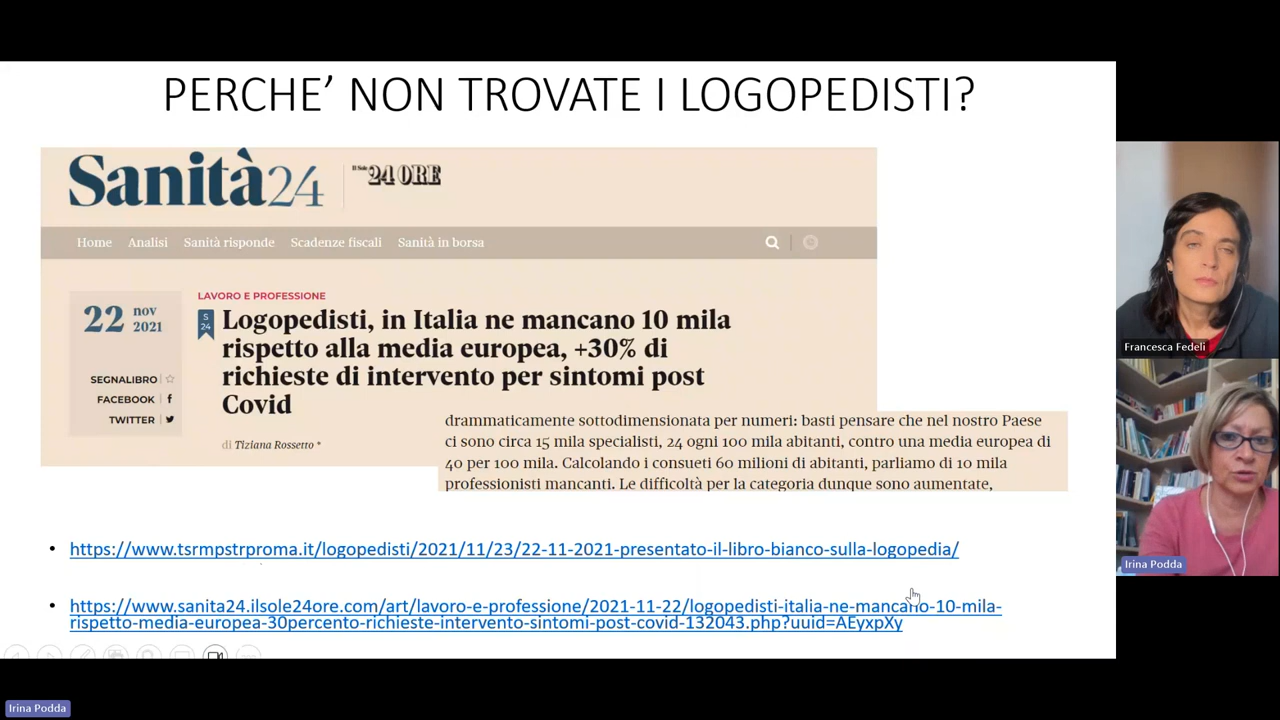 PERCHE' NON TROVATE I LOGOPEDISTI?
Sanità24
Il Sole 24 ORE
Home Analisi Sanità risponde Scadenze fiscali Sanità in borsa
22 nov 2021
LAVORO E PROFESSIONE
S 24
Logopedisti, in Italia ne mancano 10 mila
rispetto alla media europea, +30% di
richieste di intervento per sintomi post
Covid
SEGNALIBRO
FACEBOOK
TWITTER
di Tiziana Rossetto *
drammaticamente sottodimensionata per numeri: basti pensare che nel nostro Paese
ci sono circa 15 mila specialisti, 24 ogni 100 mila abitanti, contro una media europea di
40 per 100 mila. Calcolando i consueti 60 milioni di abitanti, parliamo di 10 mila
professionisti mancanti. Le difficoltà per la categoria dunque sono aumentate,
• https://www.tsrmpstrproma.it/logopedisti/2021/11/23/22-11-2021-presentato-il-libro-bianco-sulla-logopedia/
• https://www.sanita24.ilsole24ore.com/art/lavoro-e-professione/2021-11-22/logopedisti-italia-ne-mancano-10-mila-
rispetto-media-europea-30percento-richieste-intervento-sintomi-post-covid-132043.php?uuid=AEyxpXy
Francesca Fedeli
Irina Podda
Irina Podda